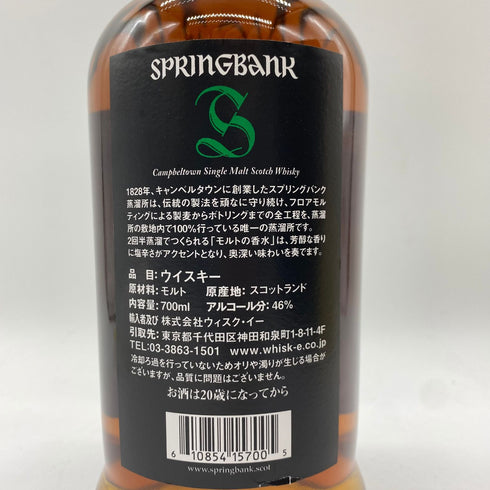 SPRINGBANK
S
Campbeltown Single Malt Scotch Whisky
1828年、キャンベルタウンに創業したスプリングバンク
蒸溜所は、伝統の製法を頑なに守り続け、フロアモル
ティングによる製麦からボトリングまでの全工程を、蒸溜
所の敷地内で100%行っている唯一の蒸溜所です。
2回半蒸溜でつくられる「モルトの香水」は、芳醇な香り
に塩辛さがアクセントとなり、奥深い味わいを奏でます。
品目：ウイスキー
原材料：モルト 原産地：スコットランド
内容量：700ml アルコール分：46%
輸入者及び 株式会社ウィスク・イー
引取先：東京都千代田区神田和泉町1-8-11-4F
TEL：03-3863-1501 www.whisk-e.co.jp
冷却ろ過を行っていないためオリや濁りが生じる場合が
ございますが、品質に問題はございません。
お酒は20歳になってから
6 10854 15700 5
www.springbank.scot